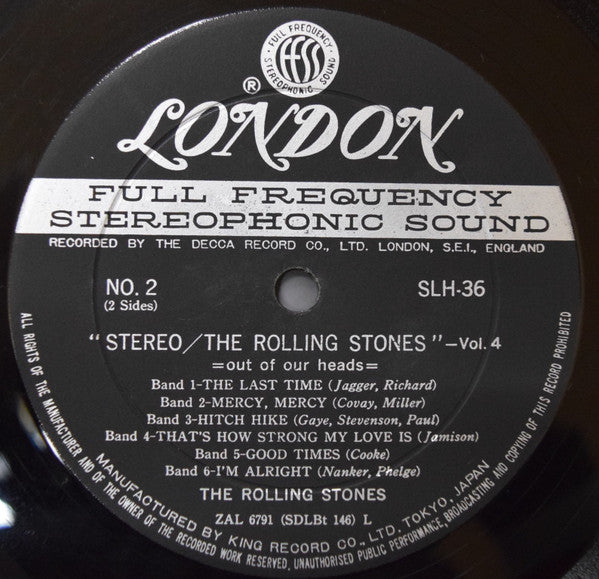 FULL FREQUENCY
ffss
STEREOPHONIC SOUND
®
LONDON
FULL FREQUENCY
STEREOPHONIC SOUND
RECORDED BY THE DECCA RECORD CO., LTD. LONDON, S.E.I., ENGLAND
NO. 2
(2 Sides)
SLH-36
"STEREO/THE ROLLING STONES"-Vol. 4
=out of our heads=
Band 1-THE LAST TIME (Jagger, Richard)
Band 2-MERCY, MERCY (Covay, Miller)
Band 3-HITCH HIKE (Gaye, Stevenson, Paul)
Band 4-THAT'S HOW STRONG MY LOVE IS (Jamison)
Band 5-GOOD TIMES (Cooke)
Band 6-I'M ALRIGHT (Nanker, Phelge)
THE ROLLING STONES
ZAL 6791 (SDLBt 146) L
MANUFACTURED BY KING RECORD CO., LTD. TOKYO, JAPAN
ALL RIGHTS OF THE MANUFACTURER AND OF THE OWNER OF THE RECORDED WORK RESERVED, UNAUTHORISED PUBLIC PERFORMANCE, BROADCASTING AND COPYING OF THIS RECORD PROHIBITED